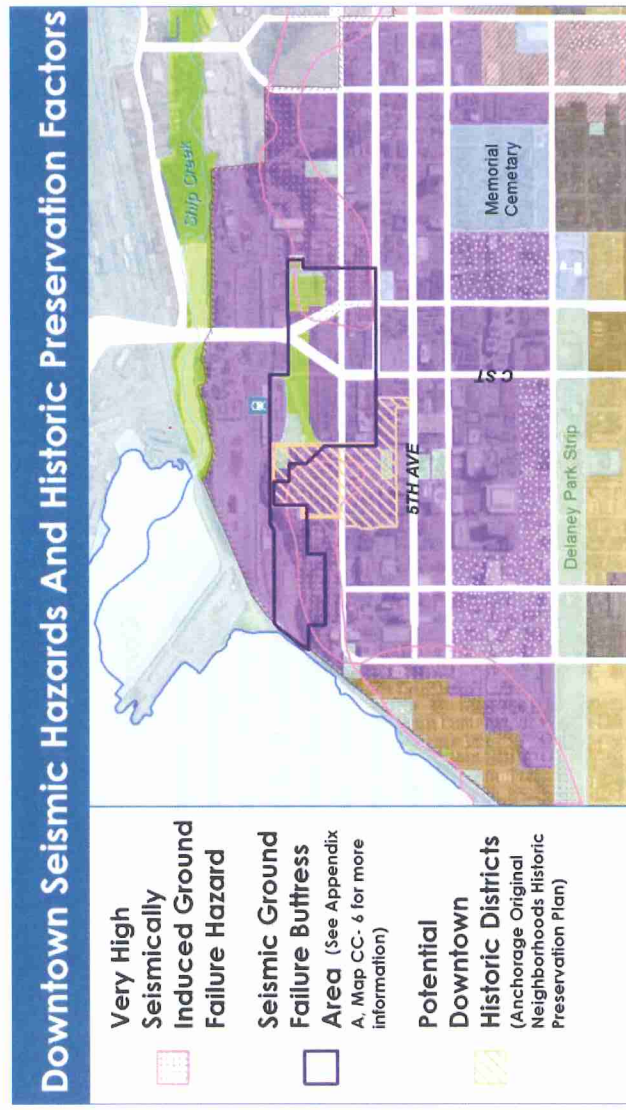 Downtown Seismic Hazards And Historic Preservation Factors
Very High
Seismically
Induced Ground
Failure Hazard
Seismic Ground
Failure Buttress
Area (See Appendix
A, Map CC- 6 for more
information)
Potential
Downtown
Historic Districts
(Anchorage Original
Neighborhoods Historic
Preservation Plan)
Ship Creek
5TH AVE
C ST
Memorial
Cemetary
Delaney Park Strip